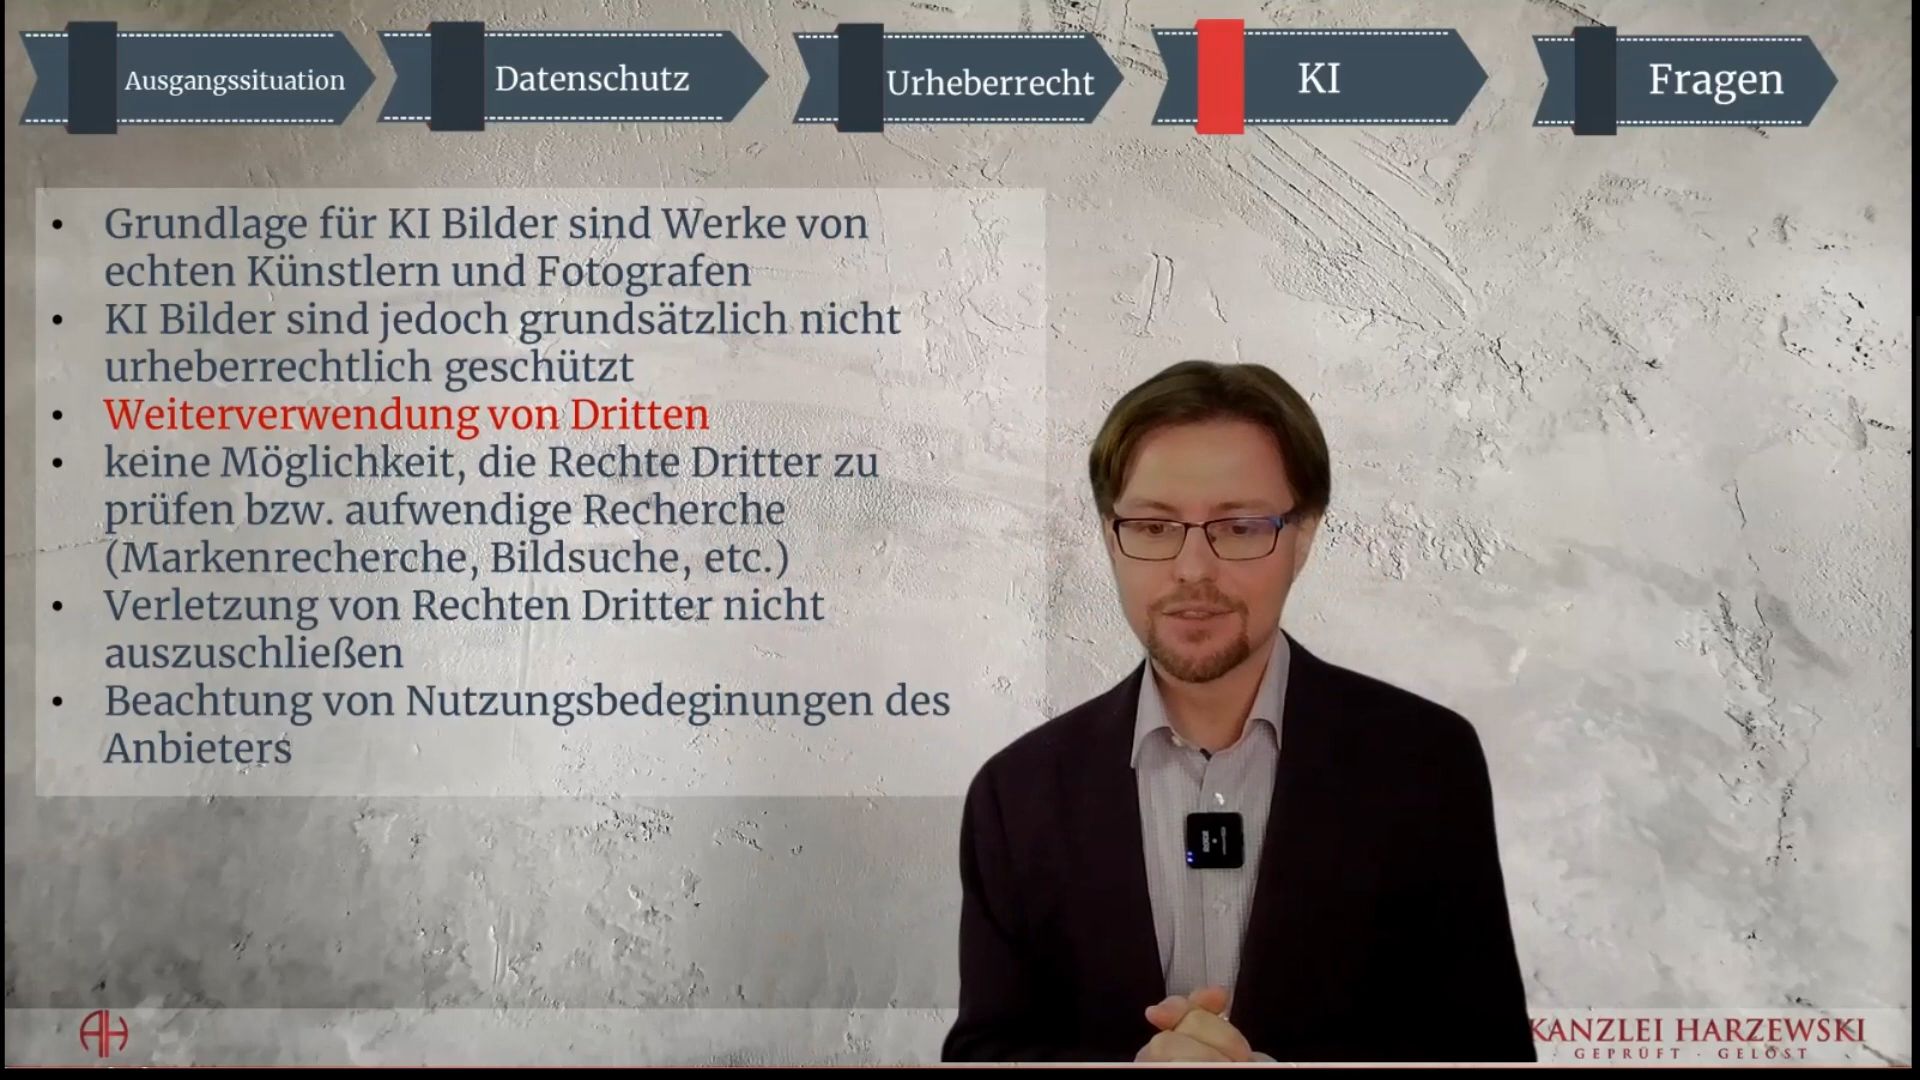 Ausgangssituation
Datenschutz
Urheberrecht
KI
Fragen
• Grundlage für KI Bilder sind Werke von
echten Künstlern und Fotografen
• KI Bilder sind jedoch grundsätzlich nicht
urheberrechtlich geschützt
• Weiterverwendung von Dritten
• keine Möglichkeit, die Rechte Dritter zu
prüfen bzw. aufwendige Recherche
(Markenrecherche, Bildsuche, etc.)
• Verletzung von Rechten Dritter nicht
auszuschließen
• Beachtung von Nutzungsbedeginungen des
Anbieters
AH
KANZLEI HARZEWSKI
GEPRÜFT · GELÖST